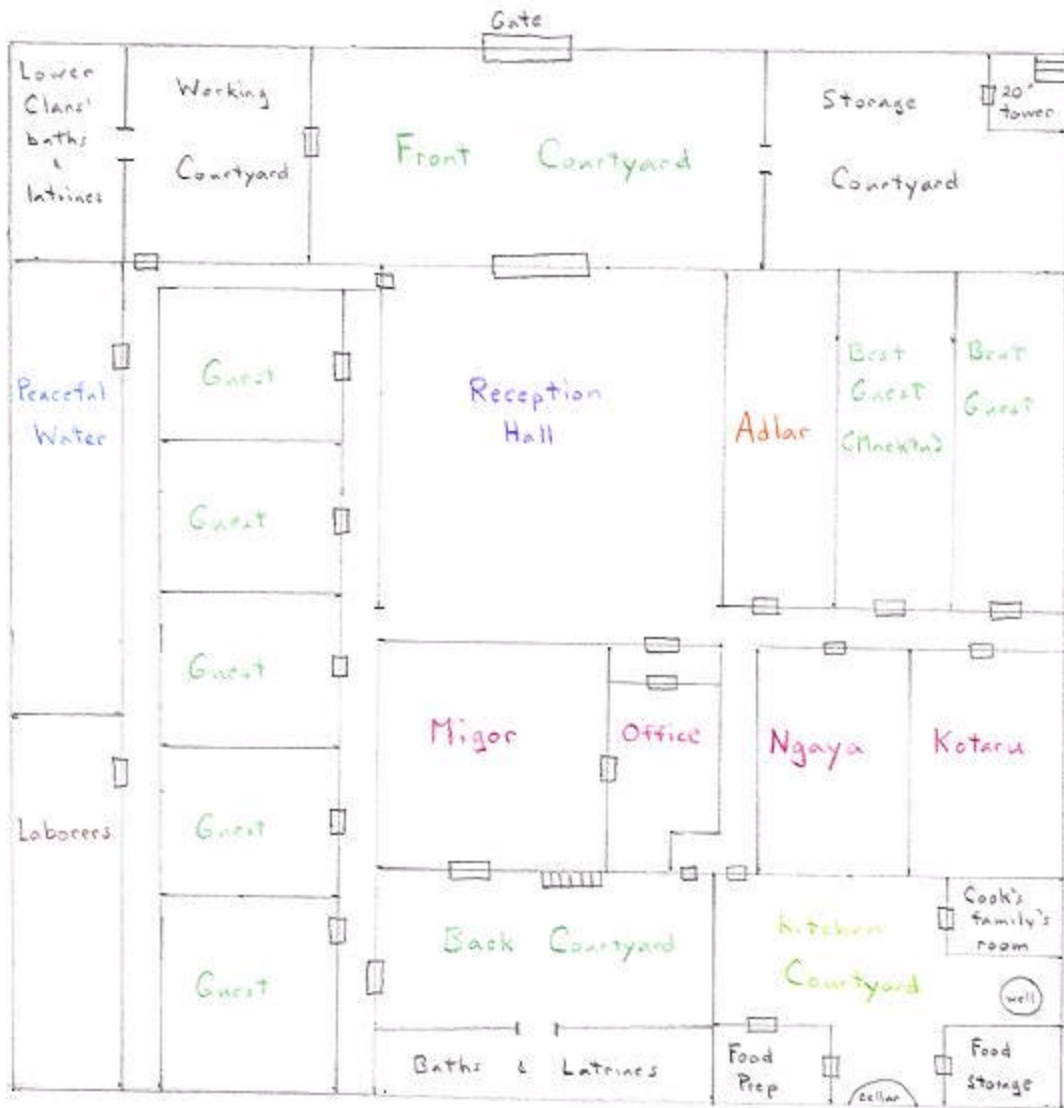 Gate
Lower
Clans'
baths
&
latrines
Working
Courtyard
Front Courtyard
Storage
Courtyard
20'
tower
Peaceful
Water
Guest
Reception
Hall
Adlar
Best
Guest
Best
Guest
Guest
Guest
Migor
Office
Ngaya
Kotaru
Laborers
Guest
Guest
Back Courtyard
Kitchen
Courtyard
Cook's
family's
room
well
Baths & Latrines
Food
Prep
cellar
Food
Storage